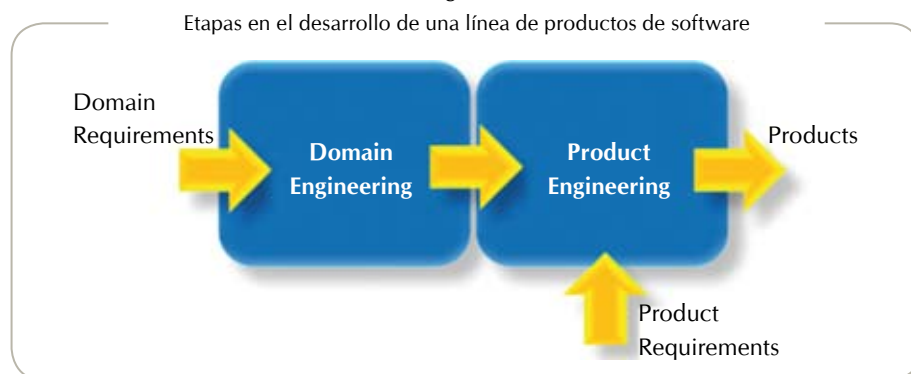 Etapas en el desarrollo de una línea de productos de software
Domain
Requirements
Domain
Engineering
Product
Engineering
Products
Product
Requirements